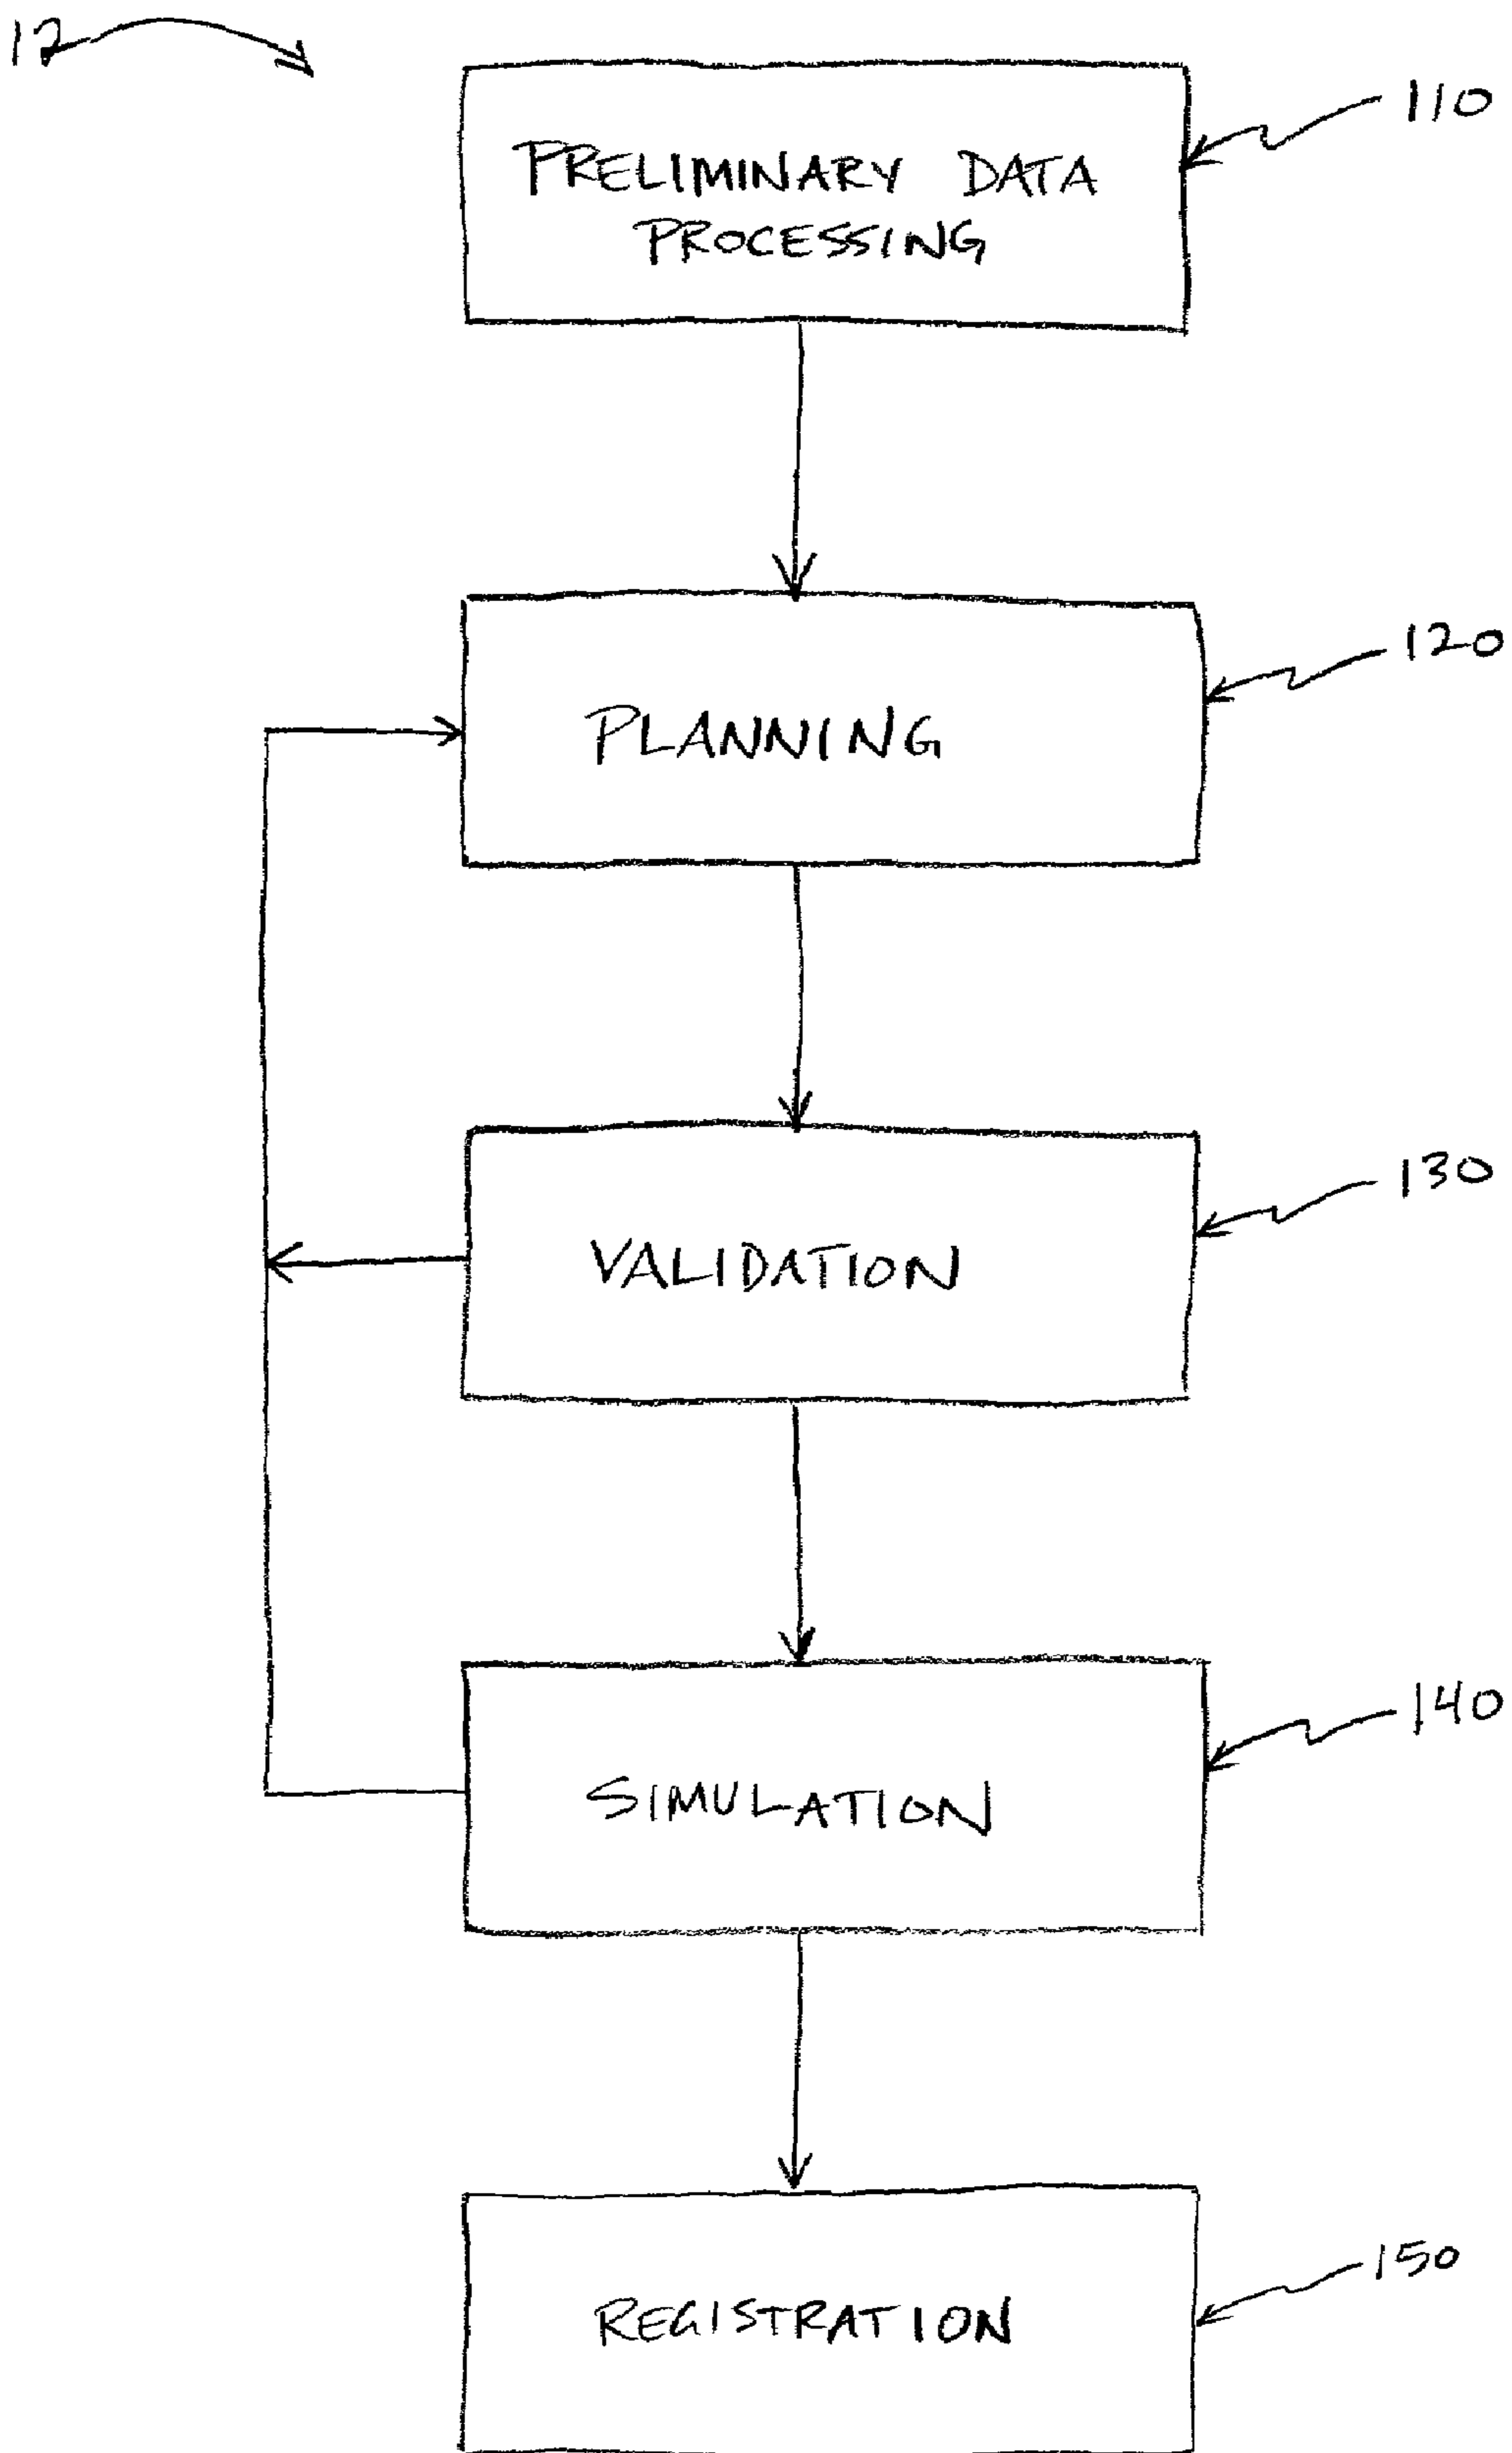 12
110
PRELIMINARY DATA
PROCESSING
120
PLANNING
130
VALIDATION
140
SIMULATION
150
REGISTRATION